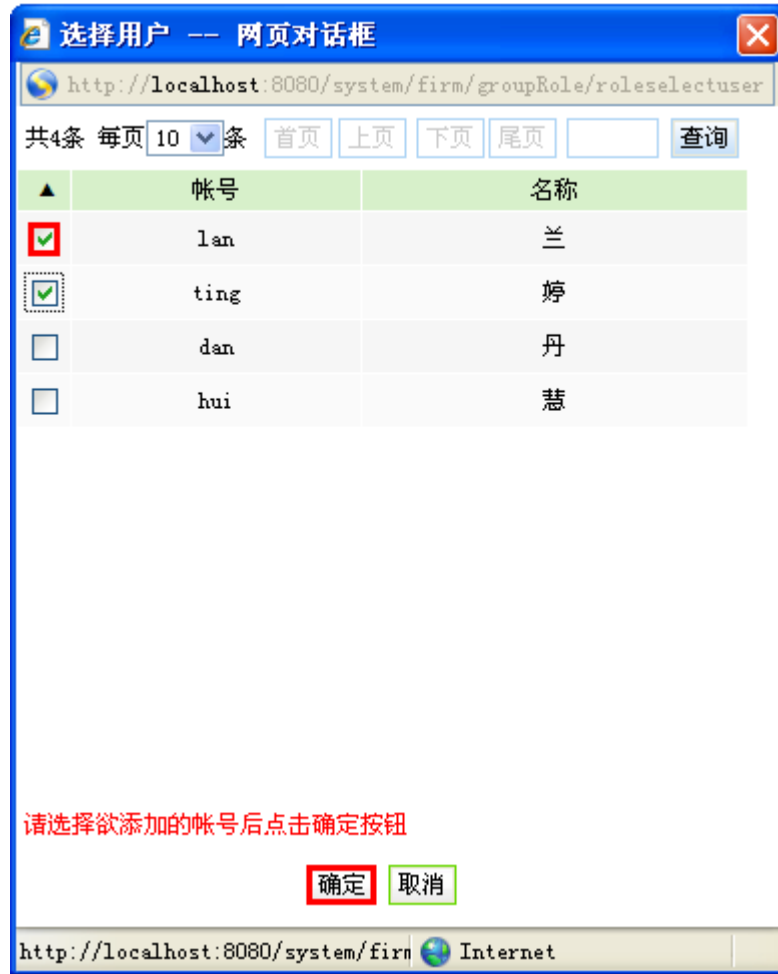 选择用户 -- 网页对话框
http://localhost:8080/system/firm/groupRole/roleselectuser
共4条 每页 10 条 首页 上页 下页 尾页 查询
▲ 帐号 名称
lan 兰
ting 婷
dan 丹
hui 慧
请选择欲添加的帐号后点击确定按钮
确定 取消
http://localhost:8080/system/firm Internet